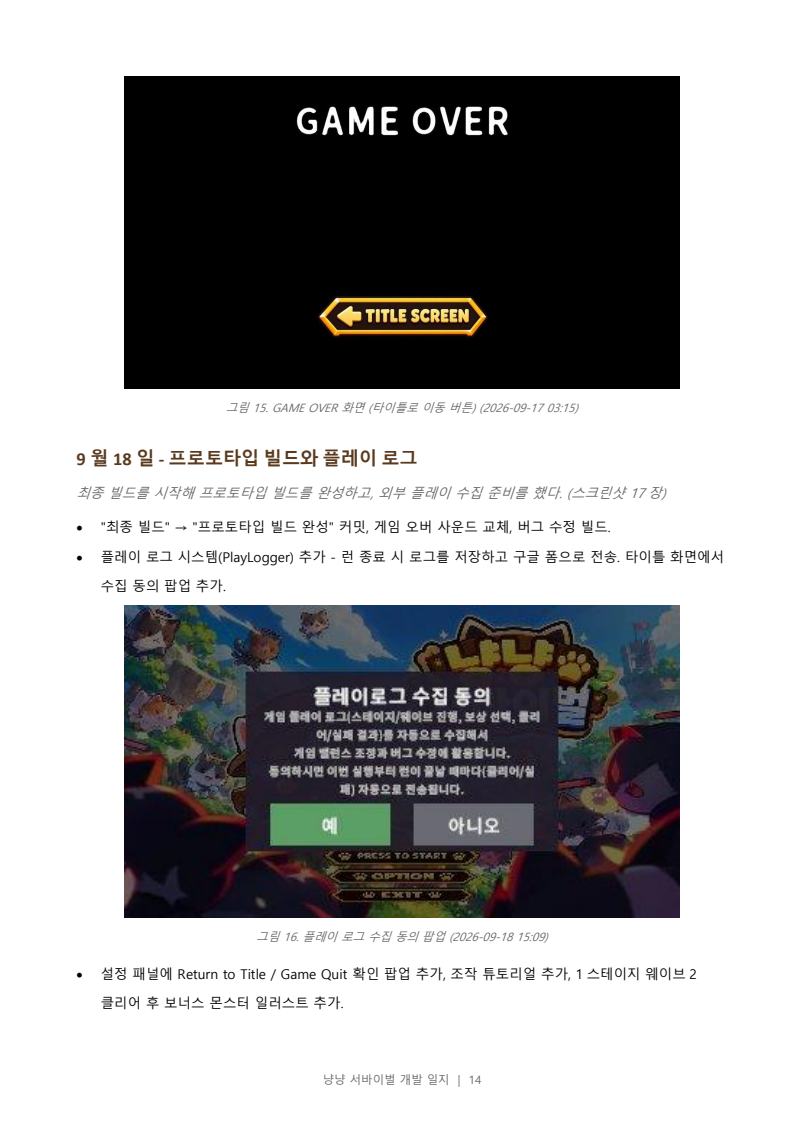 GAME OVER
TITLE SCREEN
그림 15. GAME OVER 화면 (타이틀로 이동 버튼) (2026-09-17 03:15)
9월 18일 - 프로토타입 빌드와 플레이 로그
최종 빌드를 시작해 프로토타입 빌드를 완성하고, 외부 플레이 수집 준비를 했다. (스크린샷 17장)
• "최종 빌드" → "프로토타입 빌드 완성" 커밋, 게임 오버 사운드 교체, 버그 수정 빌드.
• 플레이 로그 시스템(PlayLogger) 추가 - 런 종료 시 로그를 저장하고 구글 폼으로 전송. 타이틀 화면에서
수집 동의 팝업 추가.
냥냥
벌
플레이로그 수집 동의
게임 플레이 로그(스테이지/웨이브 진행, 보상 선택, 클리
어/실패 결과)를 자동으로 수집해서
게임 밸런스 조정과 버그 수정에 활용합니다.
동의하시면 이번 실행부터 런이 끝날 때마다(클리어/실
패) 자동으로 전송됩니다.
예 아니오
PRESS TO START
OPTION
EXIT
그림 16. 플레이 로그 수집 동의 팝업 (2026-09-18 15:09)
• 설정 패널에 Return to Title / Game Quit 확인 팝업 추가, 조작 튜토리얼 추가, 1스테이지 웨이브 2
클리어 후 보너스 몬스터 일러스트 추가.
냥냥 서바이벌 개발 일지 | 14